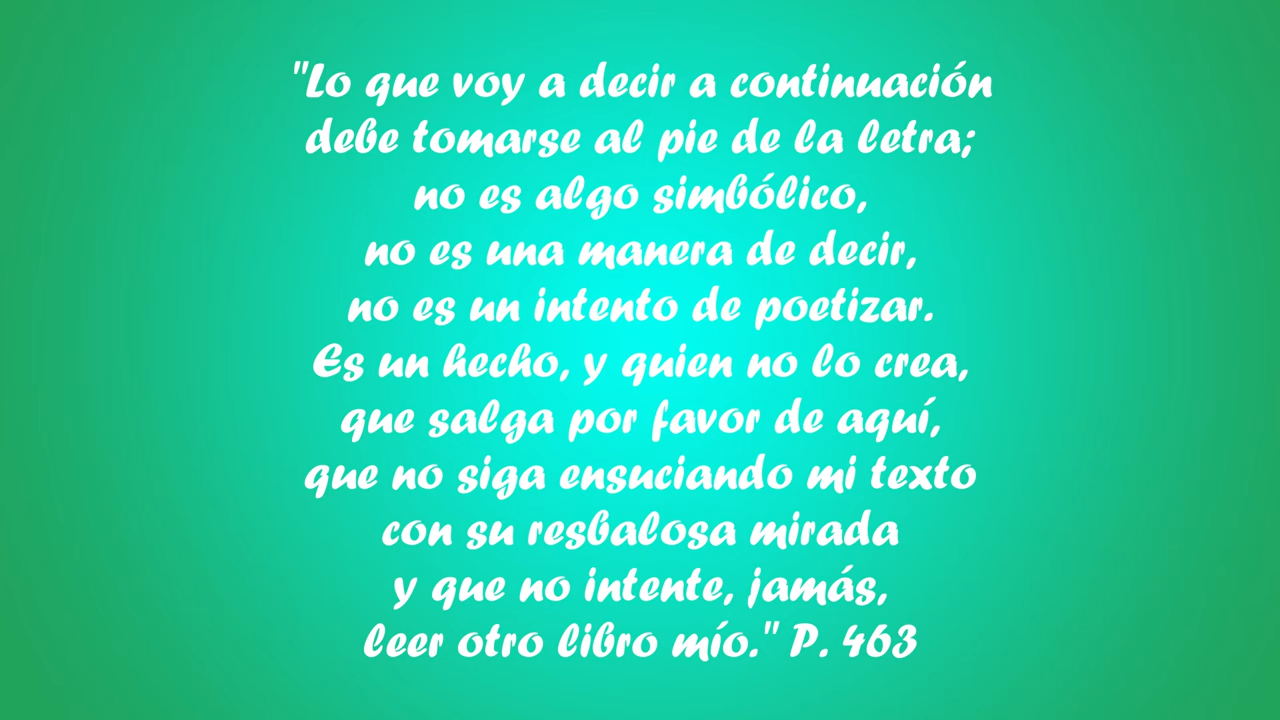 "Lo que voy a decir a continuación
debe tomarse al pie de la letra;
no es algo simbólico,
no es una manera de decir,
no es un intento de poetizar.
Es un hecho, y quien no lo crea,
que salga por favor de aquí,
que no siga ensuciando mi texto
con su resbalosa mirada
y que no intente, jamás,
leer otro libro mío." P. 463